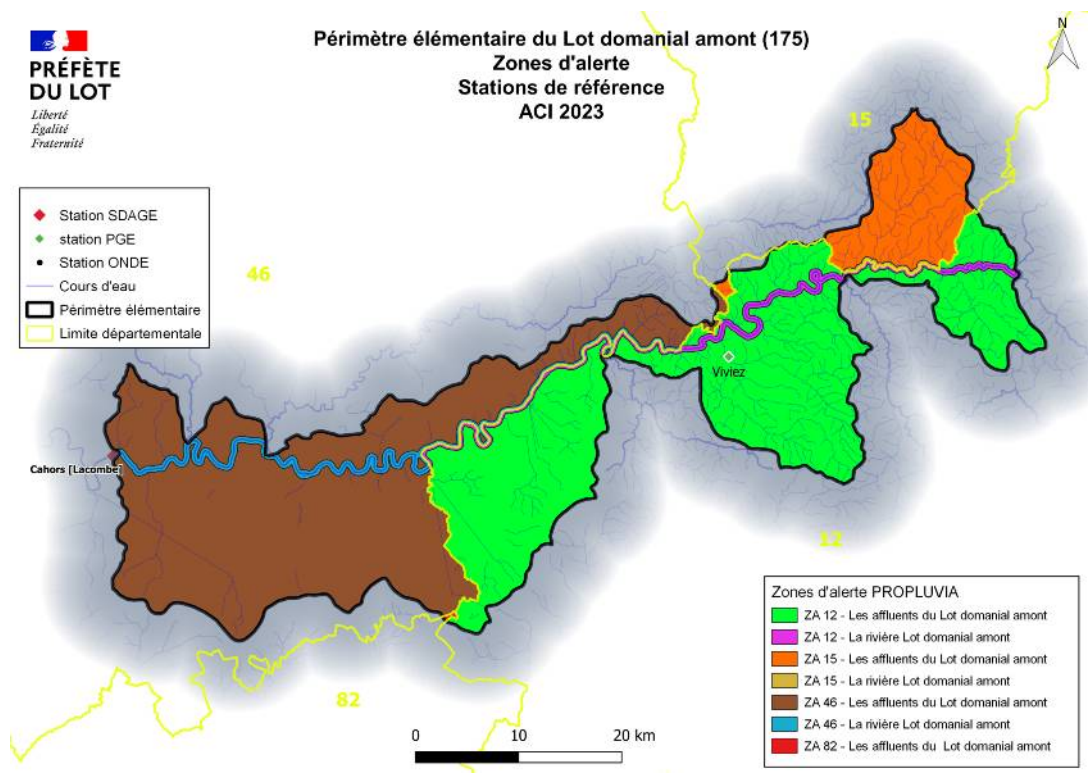 Périmètre élémentaire du Lot domanial amont (175)
Zones d'alerte
Stations de référence
ACI 2023
PRÉFÈTE
DU LOT
Liberté
Égalité
Fraternité
N
15
46
Station SDAGE
station PGE
Station ONDE
Cours d'eau
Périmètre élémentaire
Limite départementale
Viviez
Cahors [Lacombe]
12
82
0 10 20 km
Zones d'alerte PROPLUVIA
ZA 12 - Les affluents du Lot domanial amont
ZA 12 - La rivière Lot domanial amont
ZA 15 - Les affluents du Lot domanial amont
ZA 15 - La rivière Lot domanial amont
ZA 46 - Les affluents du Lot domanial amont
ZA 46 - La rivière Lot domanial amont
ZA 82 - Les affluents du Lot domanial amont